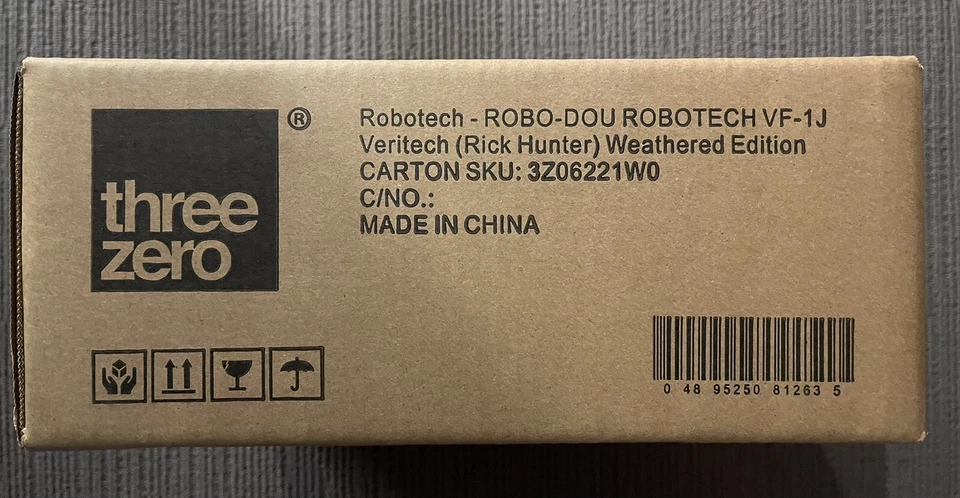 three
zero
®
Robotech - ROBO-DOU ROBOTECH VF-1J
Veritech (Rick Hunter) Weathered Edition
CARTON SKU: 3Z06221W0
C/NO.:
MADE IN CHINA
0 48 95250 81263 5